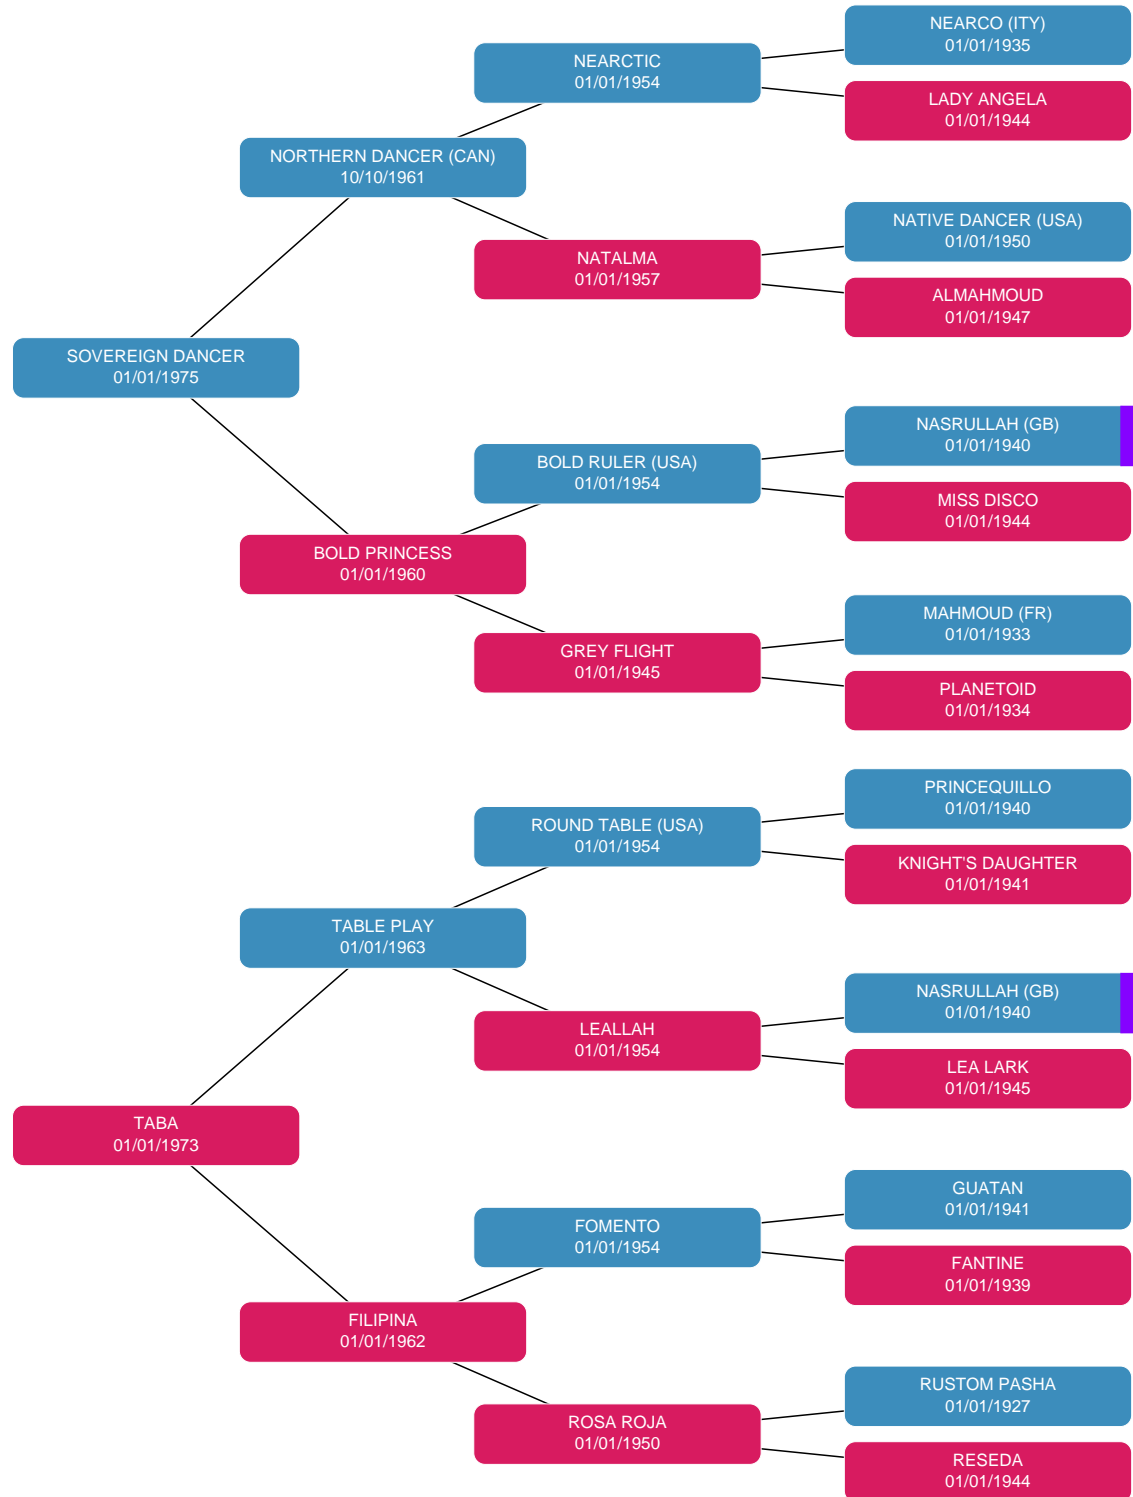 NEARCO (ITY)
01/01/1935
NEARCTIC
01/01/1954
LADY ANGELA
01/01/1944
NORTHERN DANCER (CAN)
10/10/1961
NATIVE DANCER (USA)
01/01/1950
NATALMA
01/01/1957
ALMAHMOUD
01/01/1947
SOVEREIGN DANCER
01/01/1975
NASRULLAH (GB)
01/01/1940
BOLD RULER (USA)
01/01/1954
MISS DISCO
01/01/1944
BOLD PRINCESS
01/01/1960
MAHMOUD (FR)
01/01/1933
GREY FLIGHT
01/01/1945
PLANETOID
01/01/1934
PRINCEQUILLO
01/01/1940
ROUND TABLE (USA)
01/01/1954
KNIGHT'S DAUGHTER
01/01/1941
TABLE PLAY
01/01/1963
NASRULLAH (GB)
01/01/1940
LEALLAH
01/01/1954
LEA LARK
01/01/1945
TABA
01/01/1973
GUATAN
01/01/1941
FOMENTO
01/01/1954
FANTINE
01/01/1939
FILIPINA
01/01/1962
RUSTOM PASHA
01/01/1927
ROSA ROJA
01/01/1950
RESEDA
01/01/1944